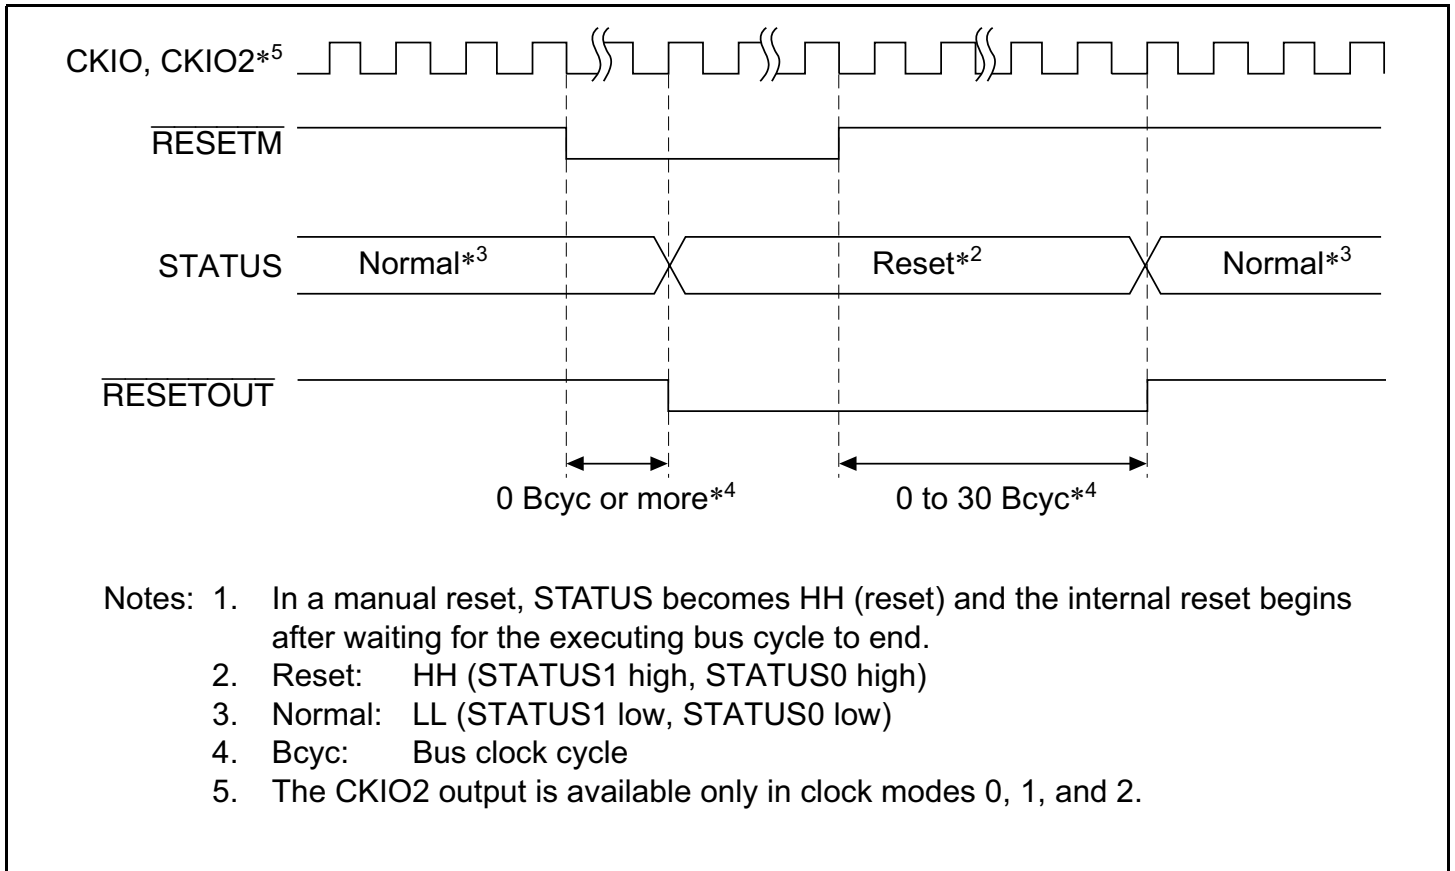 CKIO, CKIO2*5
RESETM
STATUS
Normal*3
Reset*2
Normal*3
RESETOUT
0 Bcyc or more*4
0 to 30 Bcyc*4
Notes: 1. In a manual reset, STATUS becomes HH (reset) and the internal reset begins
after waiting for the executing bus cycle to end.
2. Reset: HH (STATUS1 high, STATUS0 high)
3. Normal: LL (STATUS1 low, STATUS0 low)
4. Bcyc: Bus clock cycle
5. The CKIO2 output is available only in clock modes 0, 1, and 2.